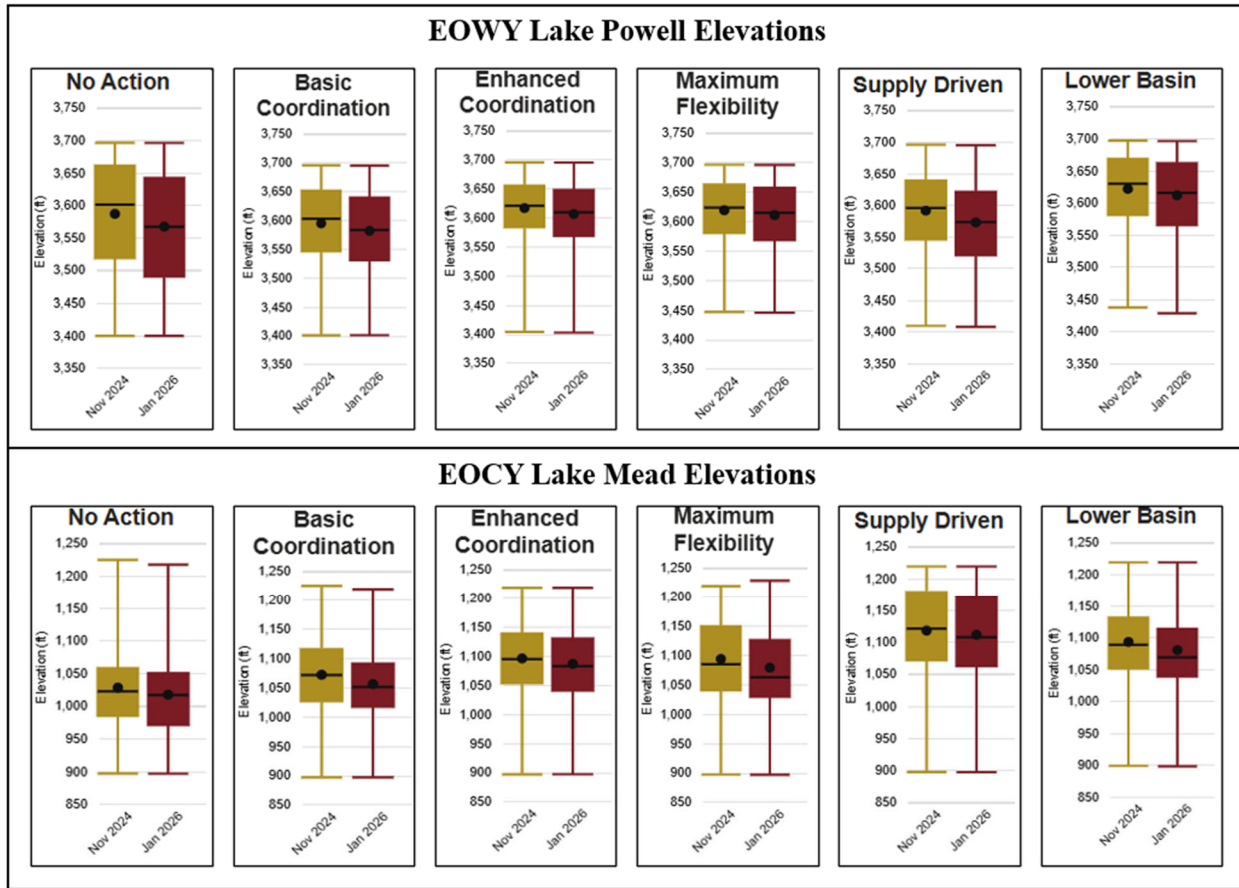 EOWY Lake Powell Elevations
No Action
Elevation (ft)
3,750
3,700
3,650
3,600
3,550
3,500
3,450
3,400
3,350
Nov 2024
Jan 2026
Basic
Coordination
Elevation (ft)
3,750
3,700
3,650
3,600
3,550
3,500
3,450
3,400
3,350
Nov 2024
Jan 2026
Enhanced
Coordination
Elevation (ft)
3,750
3,700
3,650
3,600
3,550
3,500
3,450
3,400
3,350
Nov 2024
Jan 2026
Maximum
Flexibility
Elevation (ft)
3,750
3,700
3,650
3,600
3,550
3,500
3,450
3,400
3,350
Nov 2024
Jan 2026
Supply Driven
Elevation (ft)
3,750
3,700
3,650
3,600
3,550
3,500
3,450
3,400
3,350
Nov 2024
Jan 2026
Lower Basin
Elevation (ft)
3,750
3,700
3,650
3,600
3,550
3,500
3,450
3,400
3,350
Nov 2024
Jan 2026
EOCY Lake Mead Elevations
No Action
Elevation (ft)
1,250
1,200
1,150
1,100
1,050
1,000
950
900
850
Nov 2024
Jan 2026
Basic
Coordination
Elevation (ft)
1,250
1,200
1,150
1,100
1,050
1,000
950
900
850
Nov 2024
Jan 2026
Enhanced
Coordination
Elevation (ft)
1,250
1,200
1,150
1,100
1,050
1,000
950
900
850
Nov 2024
Jan 2026
Maximum
Flexibility
Elevation (ft)
1,250
1,200
1,150
1,100
1,050
1,000
950
900
850
Nov 2024
Jan 2026
Supply Driven
Elevation (ft)
1,250
1,200
1,150
1,100
1,050
1,000
950
900
850
Nov 2024
Jan 2026
Lower Basin
Elevation (ft)
1,250
1,200
1,150
1,100
1,050
1,000
950
900
850
Nov 2024
Jan 2026